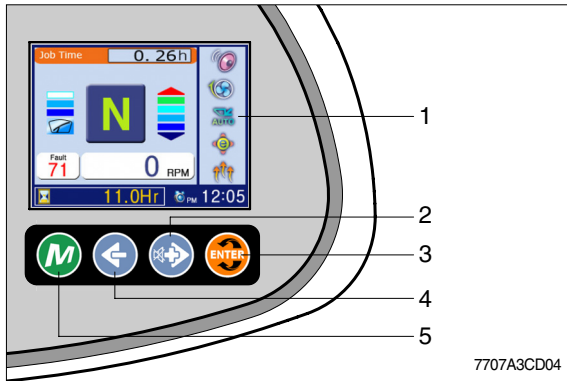 Job Time 0.26h
N
AUTO
e
Fault
71
0 RPM
11.0Hr PM 12:05
M
ENTER
1
2
3
4
5
7707A3CD04